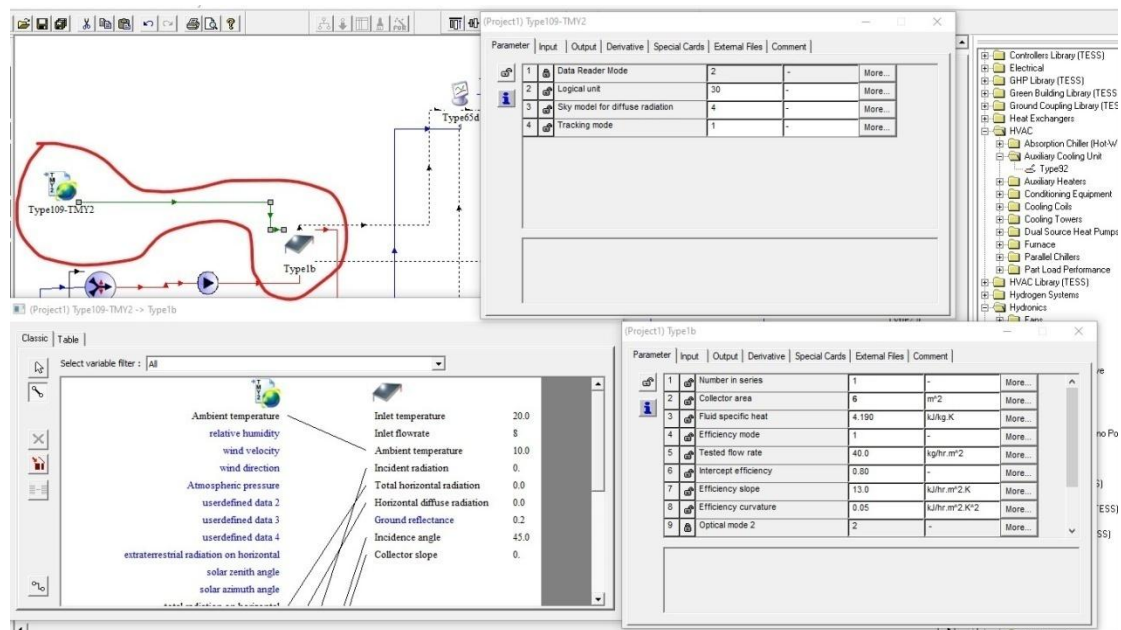 (Project1) Type109-TMY2
Parameter Input Output Derivative Special Cards External Files Comment
1 Data Reader Mode 2 - More...
2 Logical unit 30 - More...
3 Sky model for diffuse radiation 4 - More...
4 Tracking mode 1 - More...
Type65d
Type109-TMY2
Type1b
Controllers Library (TESS)
Electrical
GHP Library (TESS)
Green Building Library (TESS
Ground Coupling Library (TES
Heat Exchangers
HVAC
Absorption Chiller (Hot-W
Auxiliary Cooling Unit
Type92
Auxiliary Heaters
Conditioning Equipment
Cooling Coils
Cooling Towers
Dual Source Heat Pumps
Furnace
Parallel Chillers
Part Load Performance
HVAC Library (TESS)
Hydrogen Systems
Hydronics
Fans
(Project1) Type109-TMY2 -> Type1b
Classic Table
Select variable filter : All
Ambient temperature Inlet temperature 20.0
relative humidity Inlet flowrate 8
wind velocity Ambient temperature 10.0
wind direction Incident radiation 0.
Atmospheric pressure Total horizontal radiation 0.0
userdefined data 2 Horizontal diffuse radiation 0.0
userdefined data 3 Ground reflectance 0.2
userdefined data 4 Incidence angle 45.0
extraterrestrial radiation on horizontal Collector slope 0.
solar zenith angle
solar azimuth angle
total radiation on horizontal
(Project1) Type1b
Parameter Input Output Derivative Special Cards External Files Comment
1 Number in series 1 - More...
2 Collector area 6 m^2 More...
3 Fluid specific heat 4.190 kJ/kg.K More...
4 Efficiency mode 1 - More...
5 Tested flow rate 40.0 kg/hr.m^2 More...
6 Intercept efficiency 0.80 - More...
7 Efficiency slope 13.0 kJ/hr.m^2.K More...
8 Efficiency curvature 0.05 kJ/hr.m^2.K^2 More...
9 Optical mode 2 2 - More...